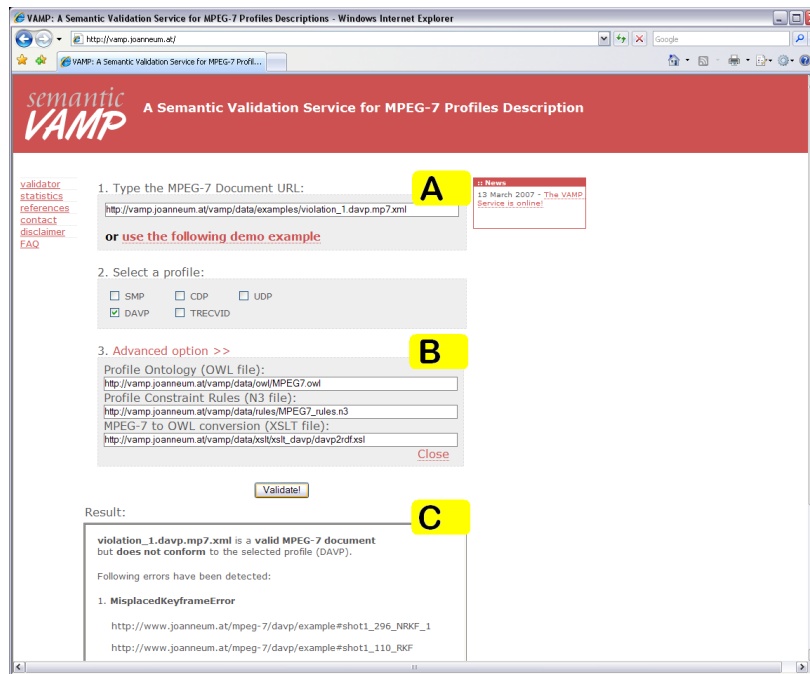 VAMP: A Semantic Validation Service for MPEG-7 Profiles Descriptions - Windows Internet Explorer
http://vamp.joanneum.at/
Google
VAMP: A Semantic Validation Service for MPEG-7 Profil...
semantic
VAMP
A Semantic Validation Service for MPEG-7 Profiles Description
validator
statistics
references
contact
disclaimer
FAQ
1. Type the MPEG-7 Document URL:
A
http://vamp.joanneum.at/vamp/data/examples/violation_1.davp.mp7.xml
or use the following demo example
:: News
13 March 2007 - The VAMP
Service is online!
2. Select a profile:
SMP CDP UDP
DAVP TRECVID
3. Advanced option >>
B
Profile Ontology (OWL file):
http://vamp.joanneum.at/vamp/data/owl/MPEG7.owl
Profile Constraint Rules (N3 file):
http://vamp.joanneum.at/vamp/data/rules/MPEG7_rules.n3
MPEG-7 to OWL conversion (XSLT file):
http://vamp.joanneum.at/vamp/data/xslt/xslt_davp/davp2rdf.xsl
Close
Validate!
Result:
C
violation_1.davp.mp7.xml is a valid MPEG-7 document
but does not conform to the selected profile (DAVP).
Following errors have been detected:
1. MisplacedKeyframeError
http://www.joanneum.at/mpeg-7/davp/example#shot1_296_NRKF_1
http://www.joanneum.at/mpeg-7/davp/example#shot1_110_RKF